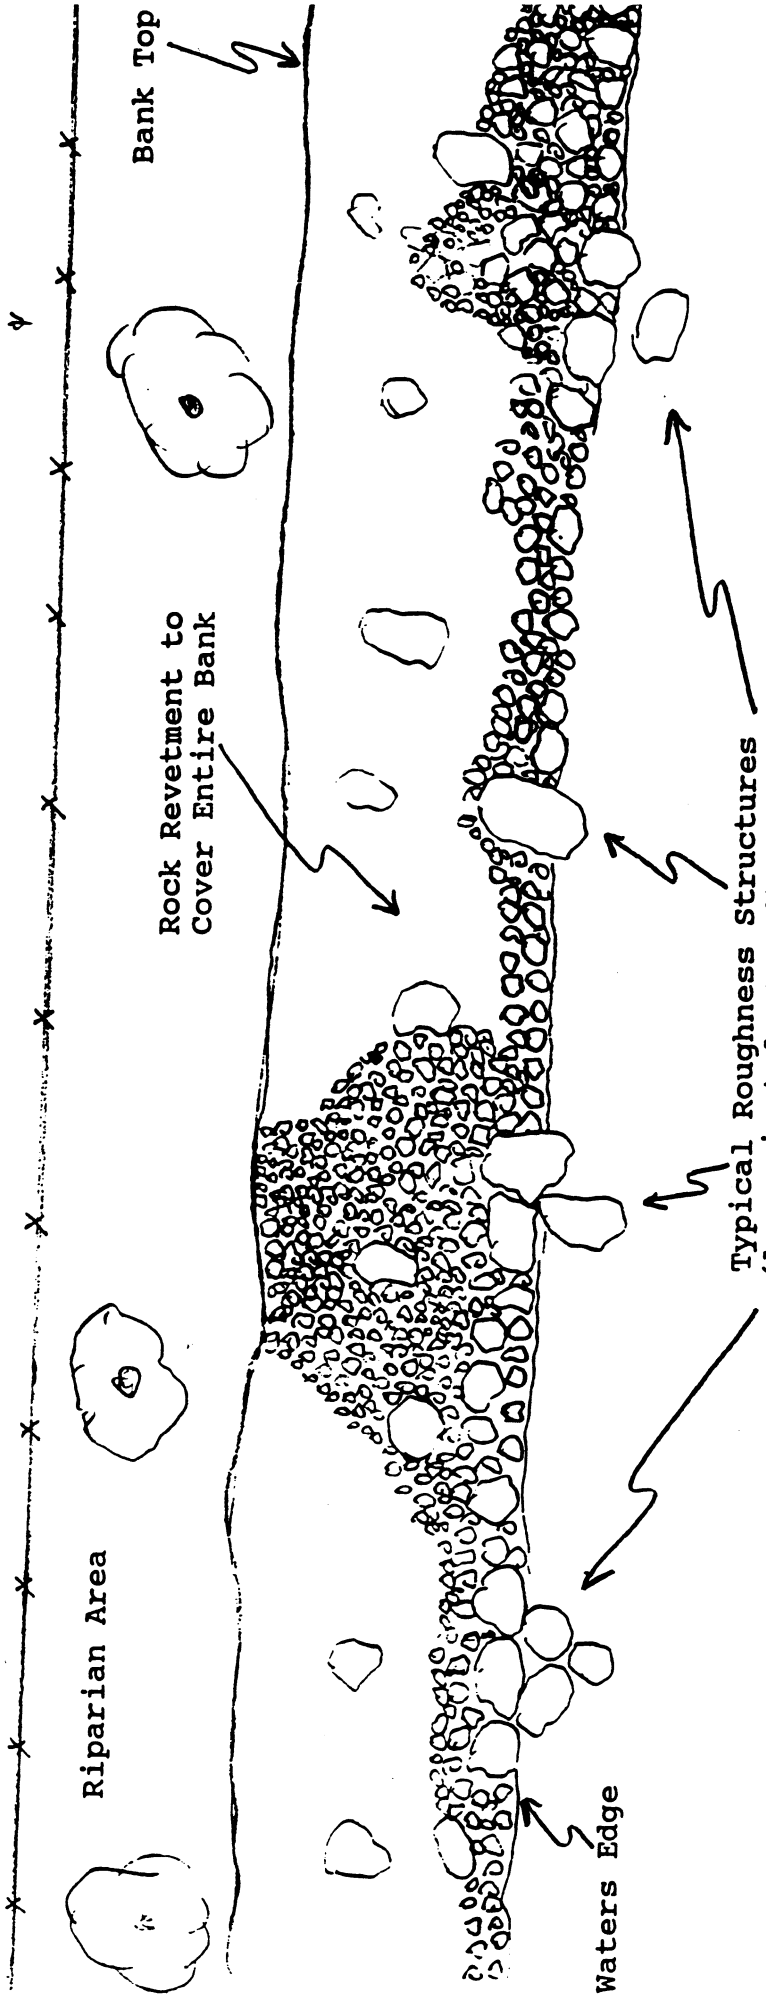 Bank Top
Rock Revetment to
Cover Entire Bank
Riparian Area
Typical Roughness Structures
Waters Edge